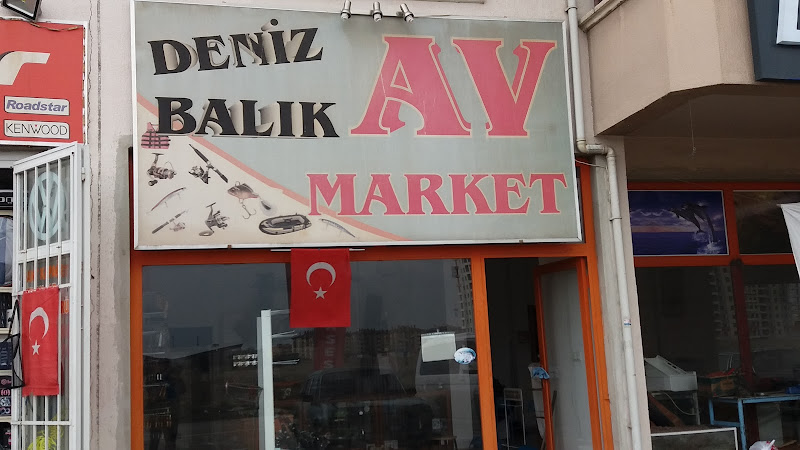 DENİZ
BALIK
AV
MARKET
Roadstar
KENWOOD